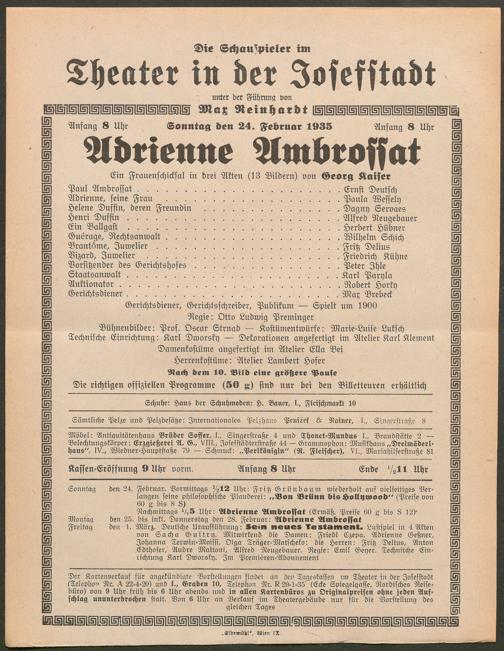 Die Schauspieler im
Theater in der Josefstadt
unter der Führung von
Max Reinhardt
Anfang 8 Uhr Sonntag den 24. Februar 1935 Anfang 8 Uhr
Adrienne Ambrossat
Ein Frauenschicksal in drei Akten (13 Bildern) von Georg Kaiser
Paul Ambrossat . . . Ernst Deutsch
Adrienne, seine Frau . . . Paula Wessely
Helene Duffin, deren Freundin . . . Dagny Servaes
Henri Duffin . . . Alfred Neugebauer
Ein Ballgast . . . Herbert Hübner
Guérage, Rechtsanwalt . . . Wilhelm Schich
Brantôme, Juwelier . . . Fritz Delius
Vizard, Juwelier . . . Friedrich Kühne
Vorsitzender des Gerichtshofes . . . Peter Ihle
Staatsanwalt . . . Karl Paryla
Auktionator . . . Robert Horky
Gerichtsdiener . . . Max Brebeck
Gerichtsdiener, Gerichtsschreiber, Publikum — Spielt um 1900
Regie: Otto Ludwig Preminger
Bühnenbilder: Prof. Oscar Strnad — Kostümentwürfe: Marie-Luise Lutsch
Technische Einrichtung: Karl Dworsky — Dekorationen angefertigt im Atelier Karl Klement
Damenkostüme angefertigt im Atelier Ella Bei
Herrenkostüme: Atelier Lambert Hofer
Nach dem 10. Bild eine größere Pause
Die richtigen offiziellen Programme (50 g) sind nur bei den Billetteuren erhältlich
Schuhe: Haus der Schuhmoden: H. Bauer, I., Fleischmarkt 10
Sämtliche Pelze und Pelzbesätze: Internationales Pelzhaus Penizek & Rainer, I., Singerstraße 8
Möbel: Antiquitätenhaus Brüder Soffer, I., Singerstraße 4 und Thonet-Mundus I., Brandstätte 2 —
Beleuchtungskörper: Erzgießerei A. G., VIII., Josefstädterstraße 44 — Grammophon: Musikhaus „Dreimäderl-
haus", IV., Wiedner-Hauptstraße 79 — Schmuck: „Perlkönigin" (R. Fleischer), VI., Mariahilferstraße 81
Kassen-Eröffnung 9 Uhr vorm. Anfang 8 Uhr Ende ½11 Uhr
Sonntag den 24. Februar. Vormittags ½12 Uhr: Fritz Grünbaum wiederholt auf vielseitiges Ver-
langen seine philosophische Plauderei: „Von Brünn bis Hollywood" (Preise von
60 g bis 8 S)
Nachmittags ½5 Uhr: Adrienne Ambrossat (Ermäß. Preise 60 g bis S 12)
Montag den 25. bis inkl. Donnerstag den 28. Februar: Adrienne Ambrossat
Freitag den 1. März. Deutsche Uraufführung: Sein neues Testament. Lustspiel in 4 Akten
von Sacha Guitry. Mitwirkend die Damen: Friedl Czepa, Adrienne Geßner,
Johanna Terwin-Moissi, Olga Träger-Matscheko; die Herren: Fritz Delius, Anton
Edthofer, Andre Mattoni, Alfred Neugebauer. Regie: Emil Geyer. Technische Ein-
richtung Karl Dworsky. Im Premieren-Abonnement
Der Kartenverkauf für angekündigte Vorstellungen findet an den Tageskassen im Theater in der Josefstadt
(Telephon Nr. A 22-4-20) und I., Graben 10, Telephon Nr. R 29-1-35 (Ecke Spiegelgasse, Nordisches Reise-
büro) von 9 Uhr früh bis 6 Uhr abends und in allen Kartenbüros zu Originalpreisen ohne jeden Auf-
schlag ununterbrochen statt. Von 6 Uhr an Verkauf im Theatergebäude nur für die Vorstellung des
gleichen Tages
„Elbemühl", Wien IX.